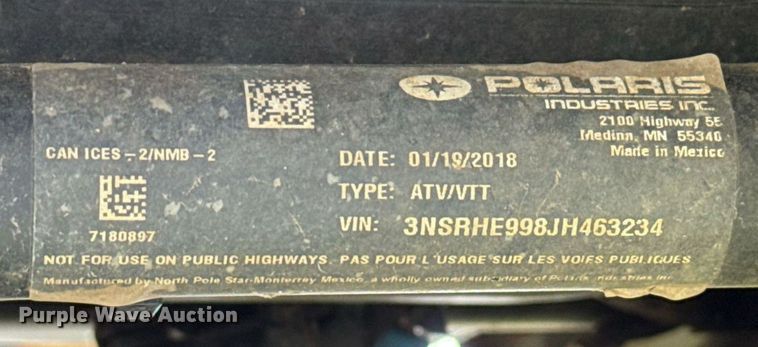 POLARIS
INDUSTRIES INC.
2100 Highway 55
Medina, MN 55340
Made in Mexico
CAN ICES-2/NMB-2
DATE: 01/19/2018
TYPE: ATV/VTT
VIN: 3NSRHE998JH463234
7180897
NOT FOR USE ON PUBLIC HIGHWAYS. PAS POUR L'USAGE SUR LES VOIES PUBLIQUES
Manufactured by North Pole Star-Monterrey Mexico, a wholly owned subsidiary of Polaris Industries Inc.
Purple Wave Auction